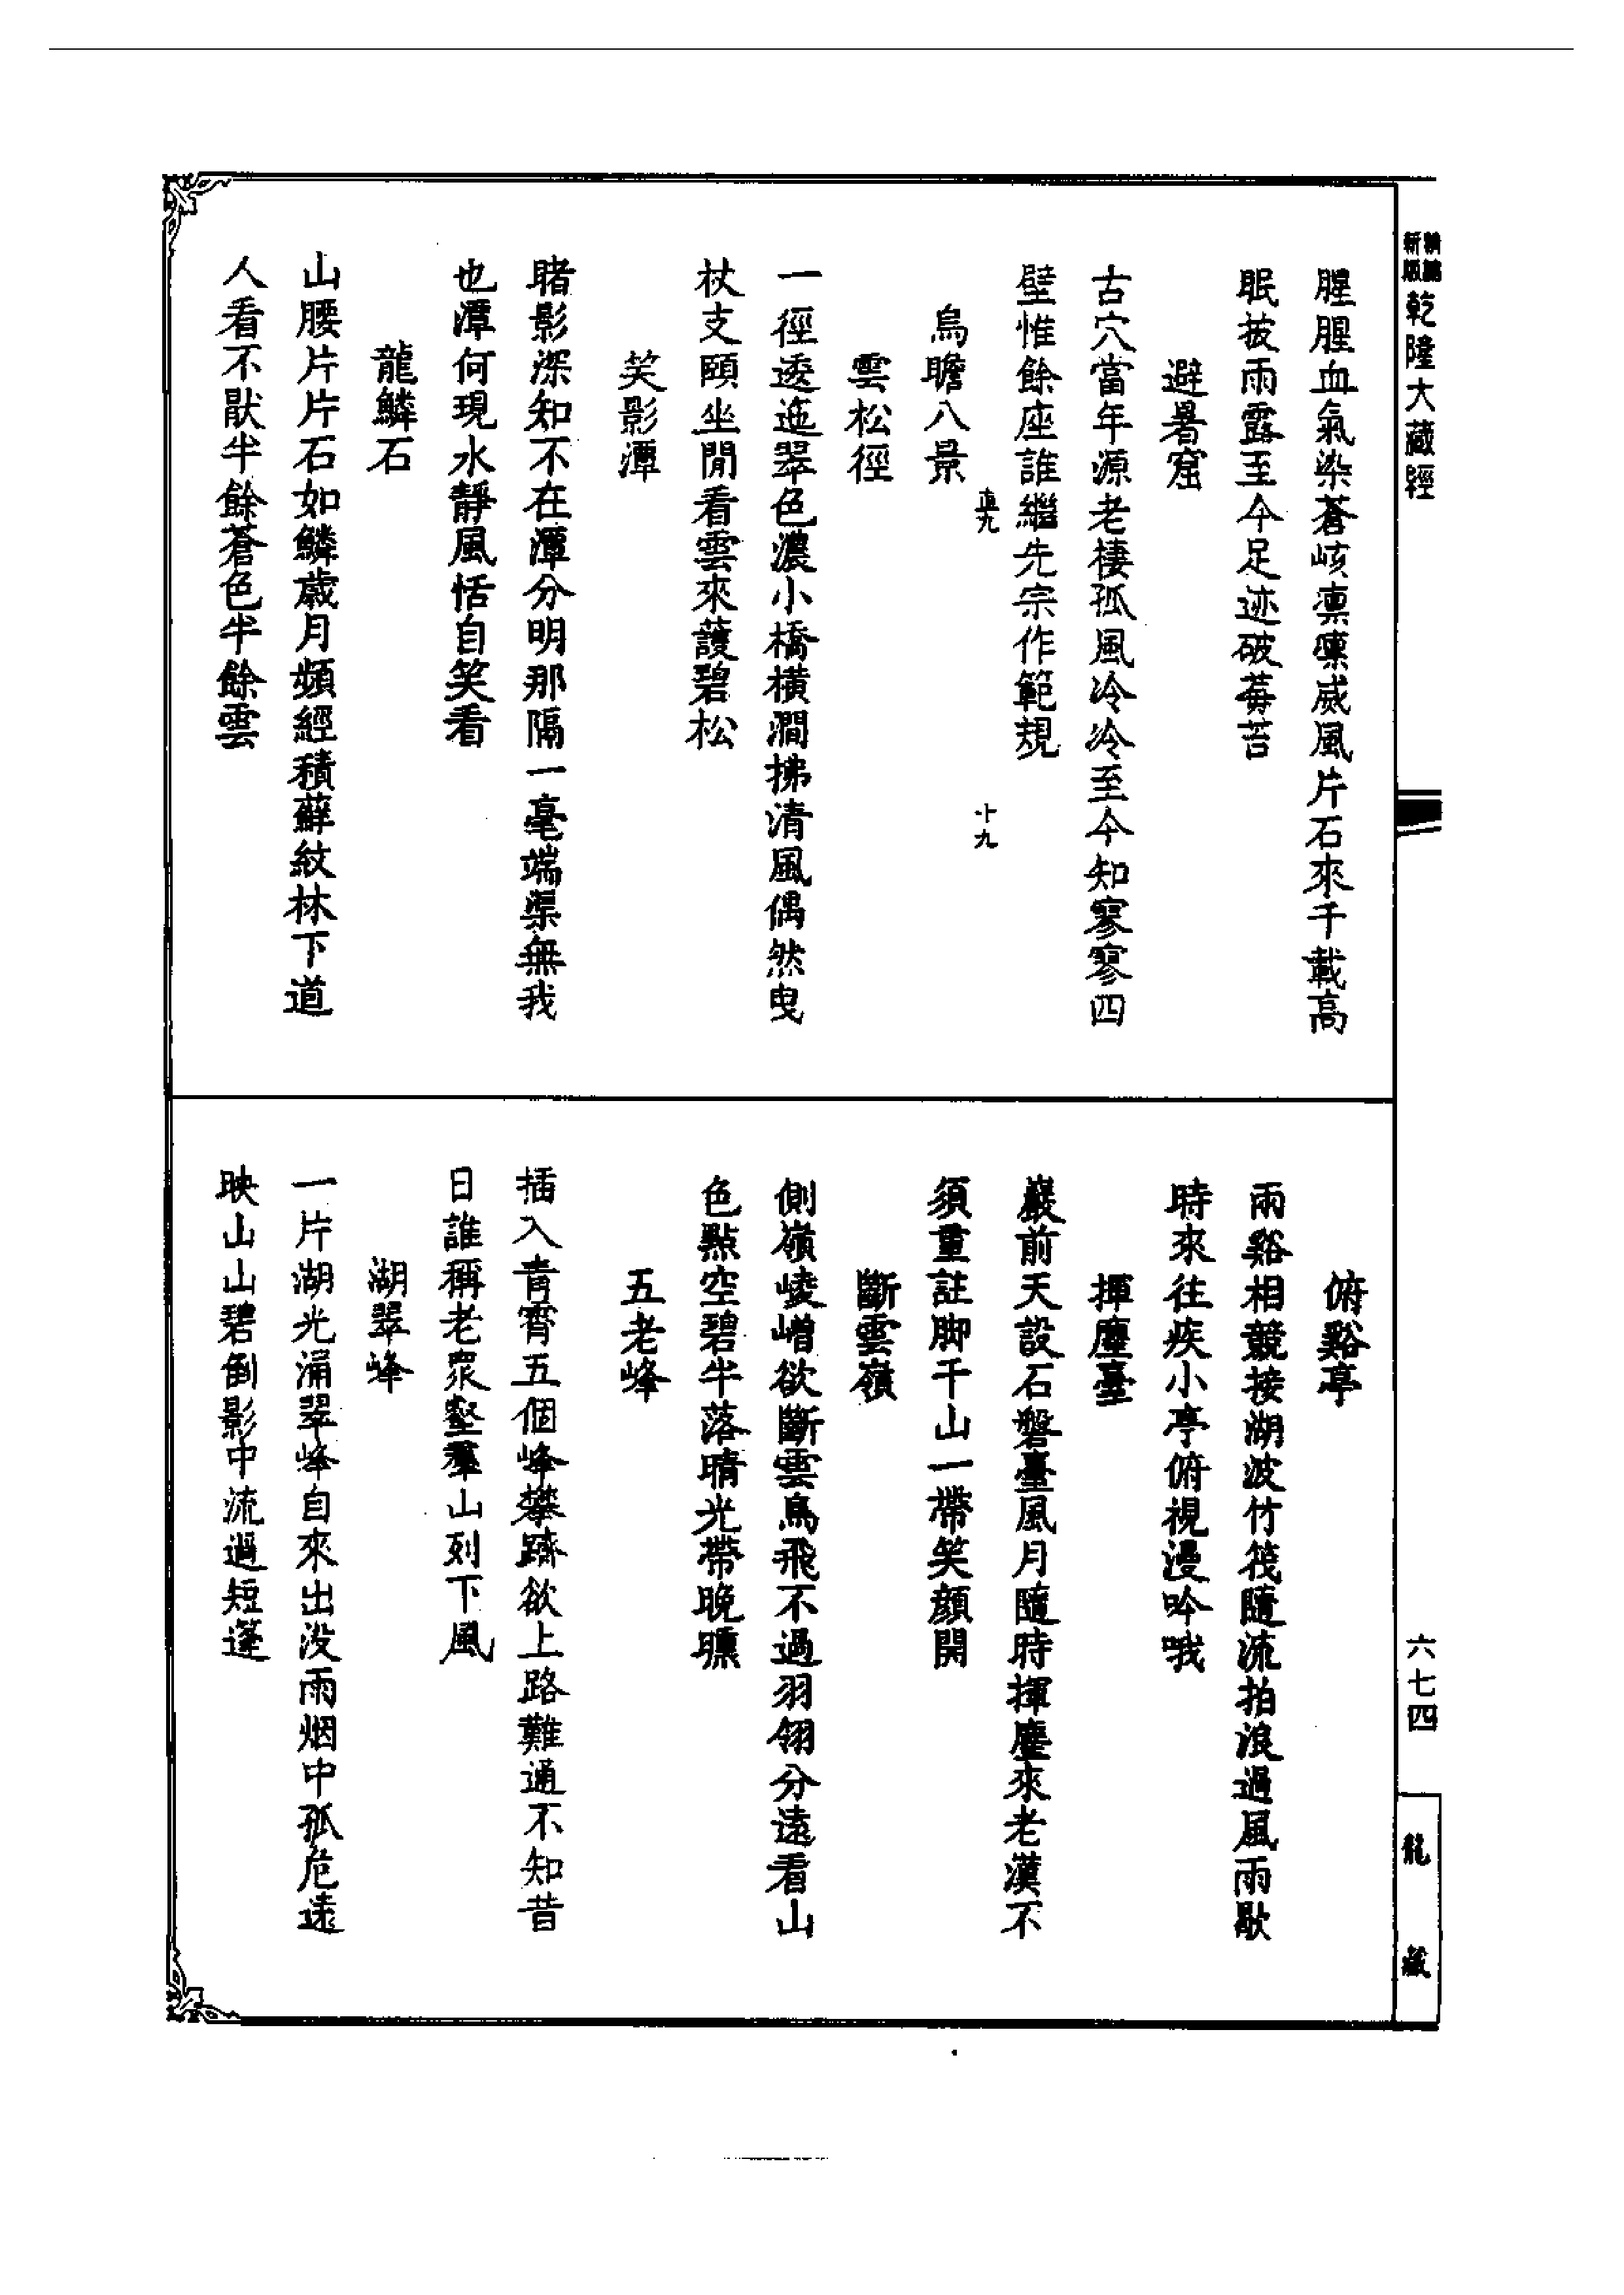 新編
新版
乾隆大藏經
腥腥血氣染蒼峐凛凛威風片石來千載高
眠披雨露至今足迹破莓苔
避暑窟
古穴當年源老棲孤風冷冷至今知寥寥四
壁惟餘座誰繼先宗作範規
直九
十九
烏瞻八景
雲松徑
一徑逶迤翠色濃小橋橫澗拂清風偶然曳
杖支頤坐閒看雲來護碧松
笑影潭
睹影深知不在潭分明那隔一毫端渠無我
也潭何現水靜風恬自笑看
龍鱗石
山腰片片石如鱗歲月頻經積蘚紋林下道
人看不猒半餘蒼色半餘雲
俯谿亭
兩谿相競接湖波竹筏隨流拍浪過風雨歇
時來往疾小亭俯視漫吟哦
揮麈臺
巖前天設石磐臺風月隨時揮麈來老漢不
須重註脚千山一帶笑顏開
斷雲嶺
側嶺崚嶒欲斷雲鳥飛不過羽翎分遠看山
色點空碧半落晴光帶晚曛
五老峰
插入青霄五個峰攀躋欲上路難通不知昔
日誰稱老衆壑羣山列下風
湖翠峰
一片湖光涌翠峰自來出沒雨烟中孤危遠
映山山碧倒影中流過短篷
六七四
龍藏